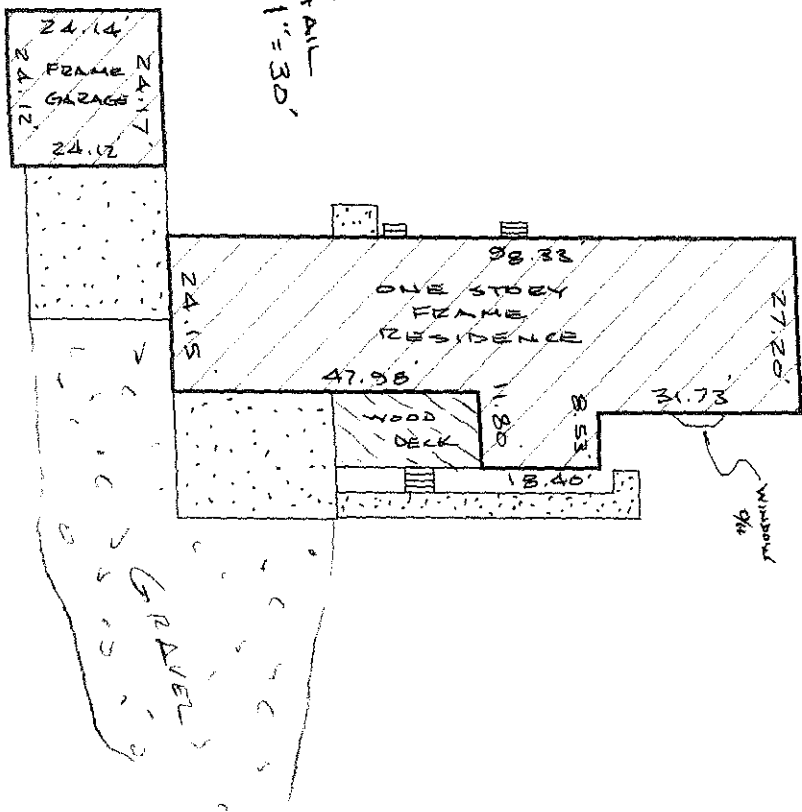 24.14'
24.12'
FRAME
GARAGE
24.17'
24.12'
1"=30'
98.33'
24.15'
ONE STORY
FRAME
RESIDENCE
27.20'
47.98'
11.80'
8.53'
31.73'
WOOD
DECK
18.40'
WINDOW
GRAVEL